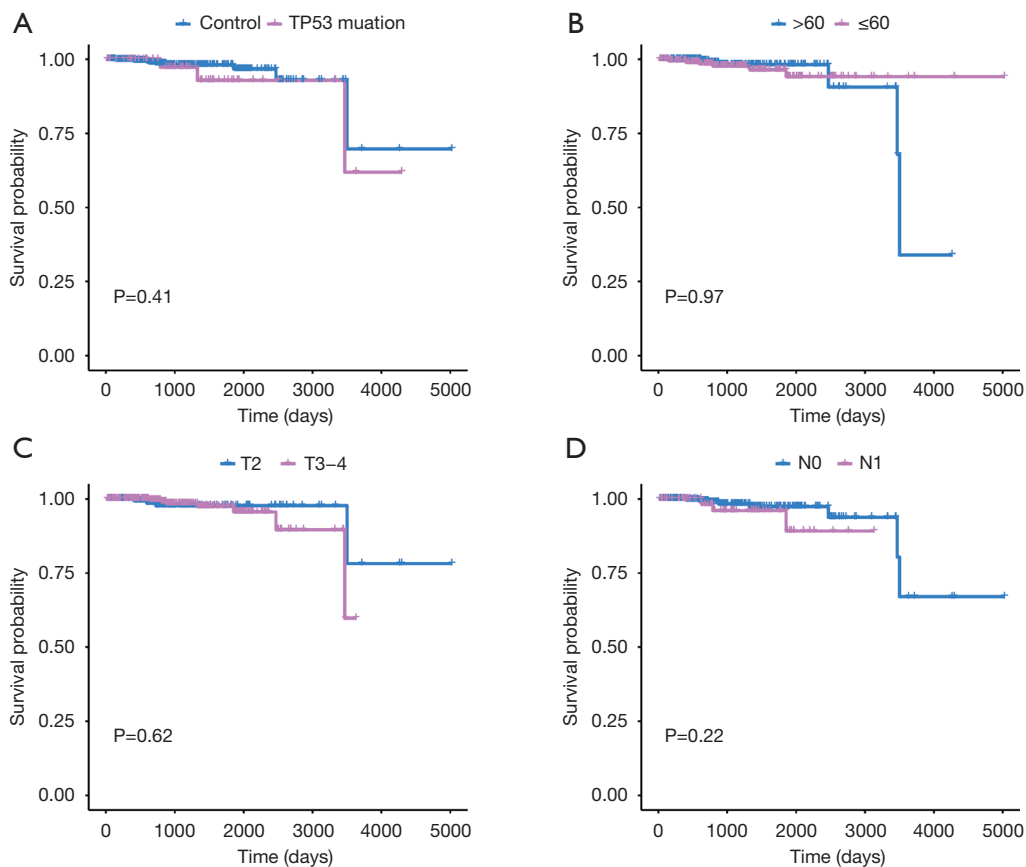 A
Control TP53 muation
1.00
0.75
0.50
0.25
0.00
Survival probability
P=0.41
0 1000 2000 3000 4000 5000
Time (days)
B
>60 ≤60
1.00
0.75
0.50
0.25
0.00
Survival probability
P=0.97
0 1000 2000 3000 4000 5000
Time (days)
C
T2 T3–4
1.00
0.75
0.50
0.25
0.00
Survival probability
P=0.62
0 1000 2000 3000 4000 5000
Time (days)
D
N0 N1
1.00
0.75
0.50
0.25
0.00
Survival probability
P=0.22
0 1000 2000 3000 4000 5000
Time (days)